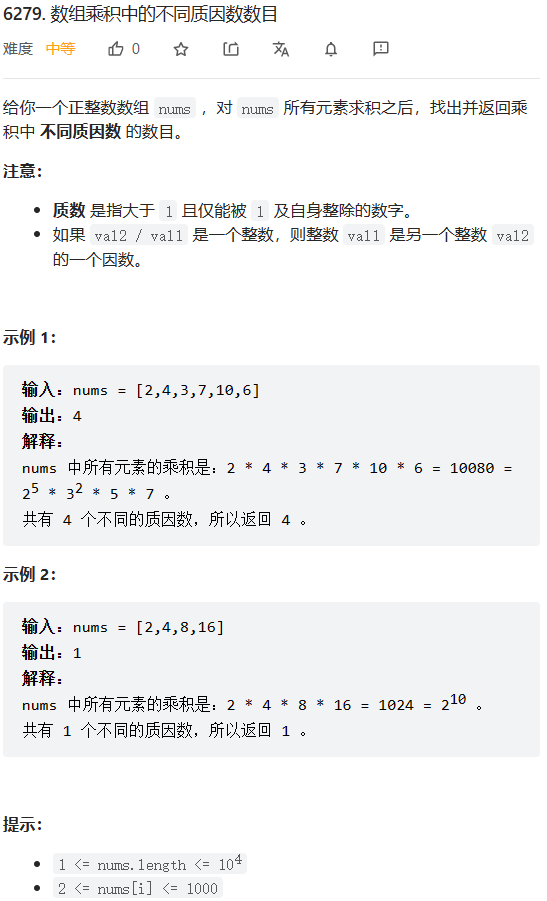 6279. 数组乘积中的不同质因数数目
难度 中等 0
给你一个正整数数组 nums ，对 nums 所有元素求积之后，找出并返回乘
积中 不同质因数 的数目。
注意：
• 质数 是指大于 1 且仅能被 1 及自身整除的数字。
• 如果 val2 / val1 是一个整数，则整数 val1 是另一个整数 val2
的一个因数。
示例 1：
输入：nums = [2,4,3,7,10,6]
输出：4
解释：
nums 中所有元素的乘积是：2 * 4 * 3 * 7 * 10 * 6 = 10080 =
2⁵ * 3² * 5 * 7 。
共有 4 个不同的质因数，所以返回 4 。
示例 2：
输入：nums = [2,4,8,16]
输出：1
解释：
nums 中所有元素的乘积是：2 * 4 * 8 * 16 = 1024 = 2¹⁰ 。
共有 1 个不同的质因数，所以返回 1 。
提示：
• 1 <= nums.length <= 10⁴
• 2 <= nums[i] <= 1000